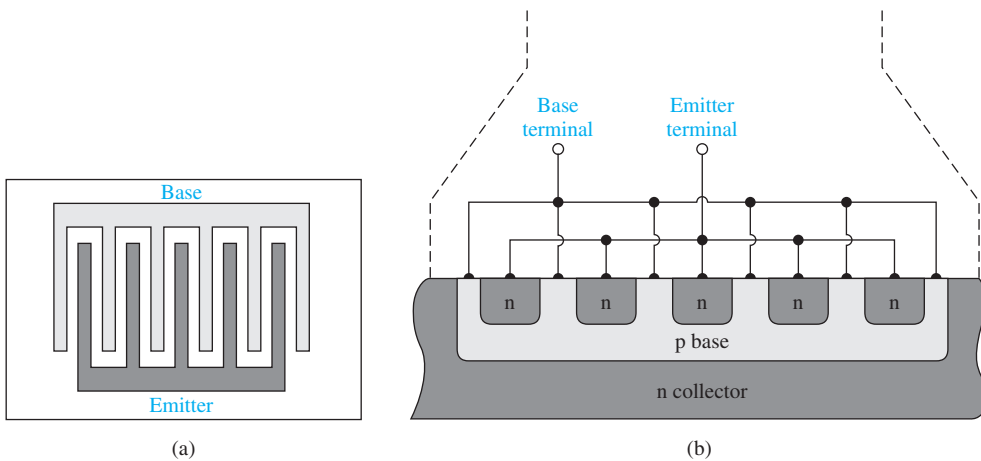 Base
Emitter
(a)
Base
terminal
Emitter
terminal
n
n
n
n
n
p base
n collector
(b)